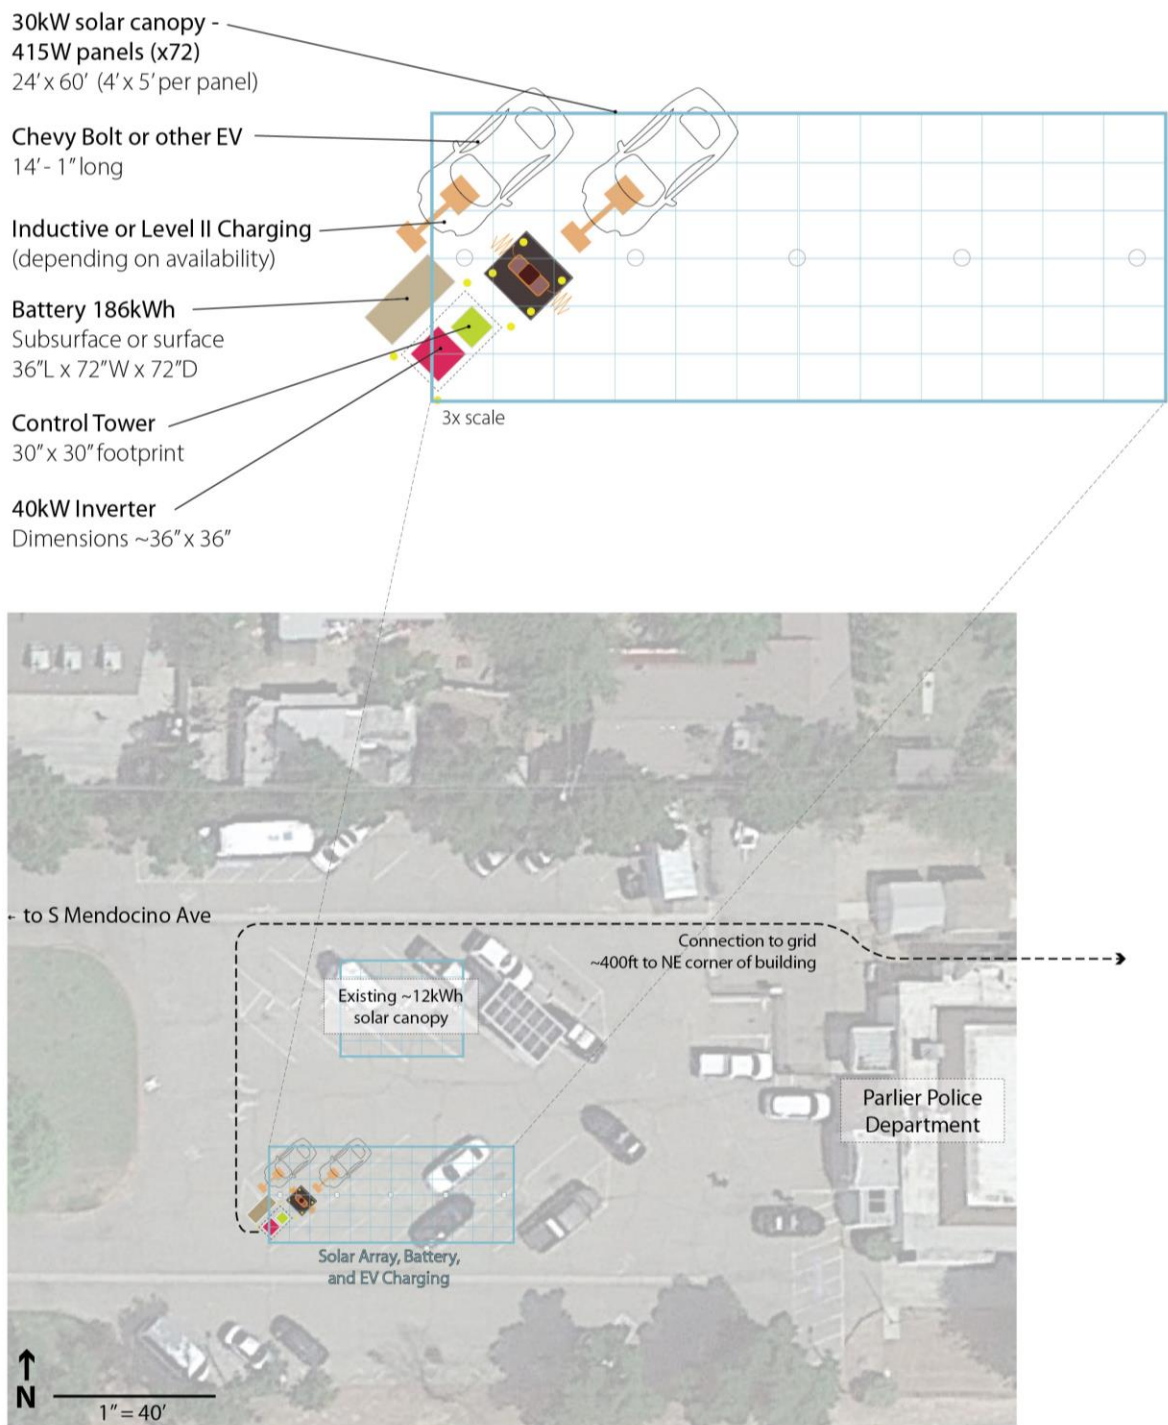 30kW solar canopy -
415W panels (x72)
24' x 60' (4' x 5' per panel)
Chevy Bolt or other EV
14' - 1" long
Inductive or Level II Charging
(depending on availability)
Battery 186kWh
Subsurface or surface
36"L x 72"W x 72"D
Control Tower
30" x 30" footprint
40kW Inverter
Dimensions ~36" x 36"
3x scale
← to S Mendocino Ave
Connection to grid
~400ft to NE corner of building
Existing ~12kWh
solar canopy
Parlier Police
Department
Solar Array, Battery,
and EV Charging
N
1" = 40'